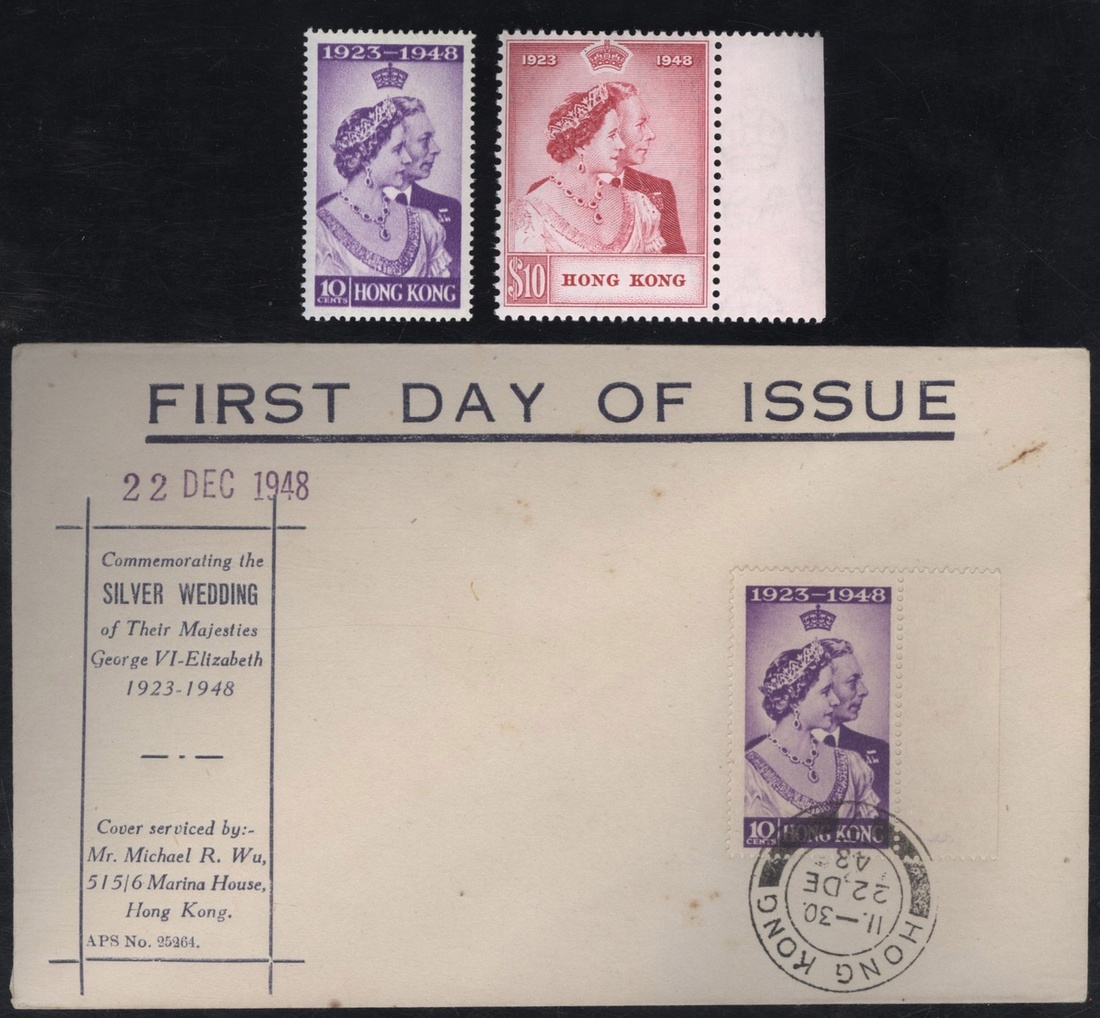 1923–1948
10 CENTS HONG KONG
1923 1948
$10 HONG KONG
FIRST DAY OF ISSUE
22 DEC 1948
Commemorating the
SILVER WEDDING
of Their Majesties
George VI-Elizabeth
1923-1948
Cover serviced by:-
Mr. Michael R. Wu,
515/6 Marina House,
Hong Kong.
APS No. 25264.
1923–1948
10 CENTS HONG KONG
HONG KONG
11.—30.
22.DE
48